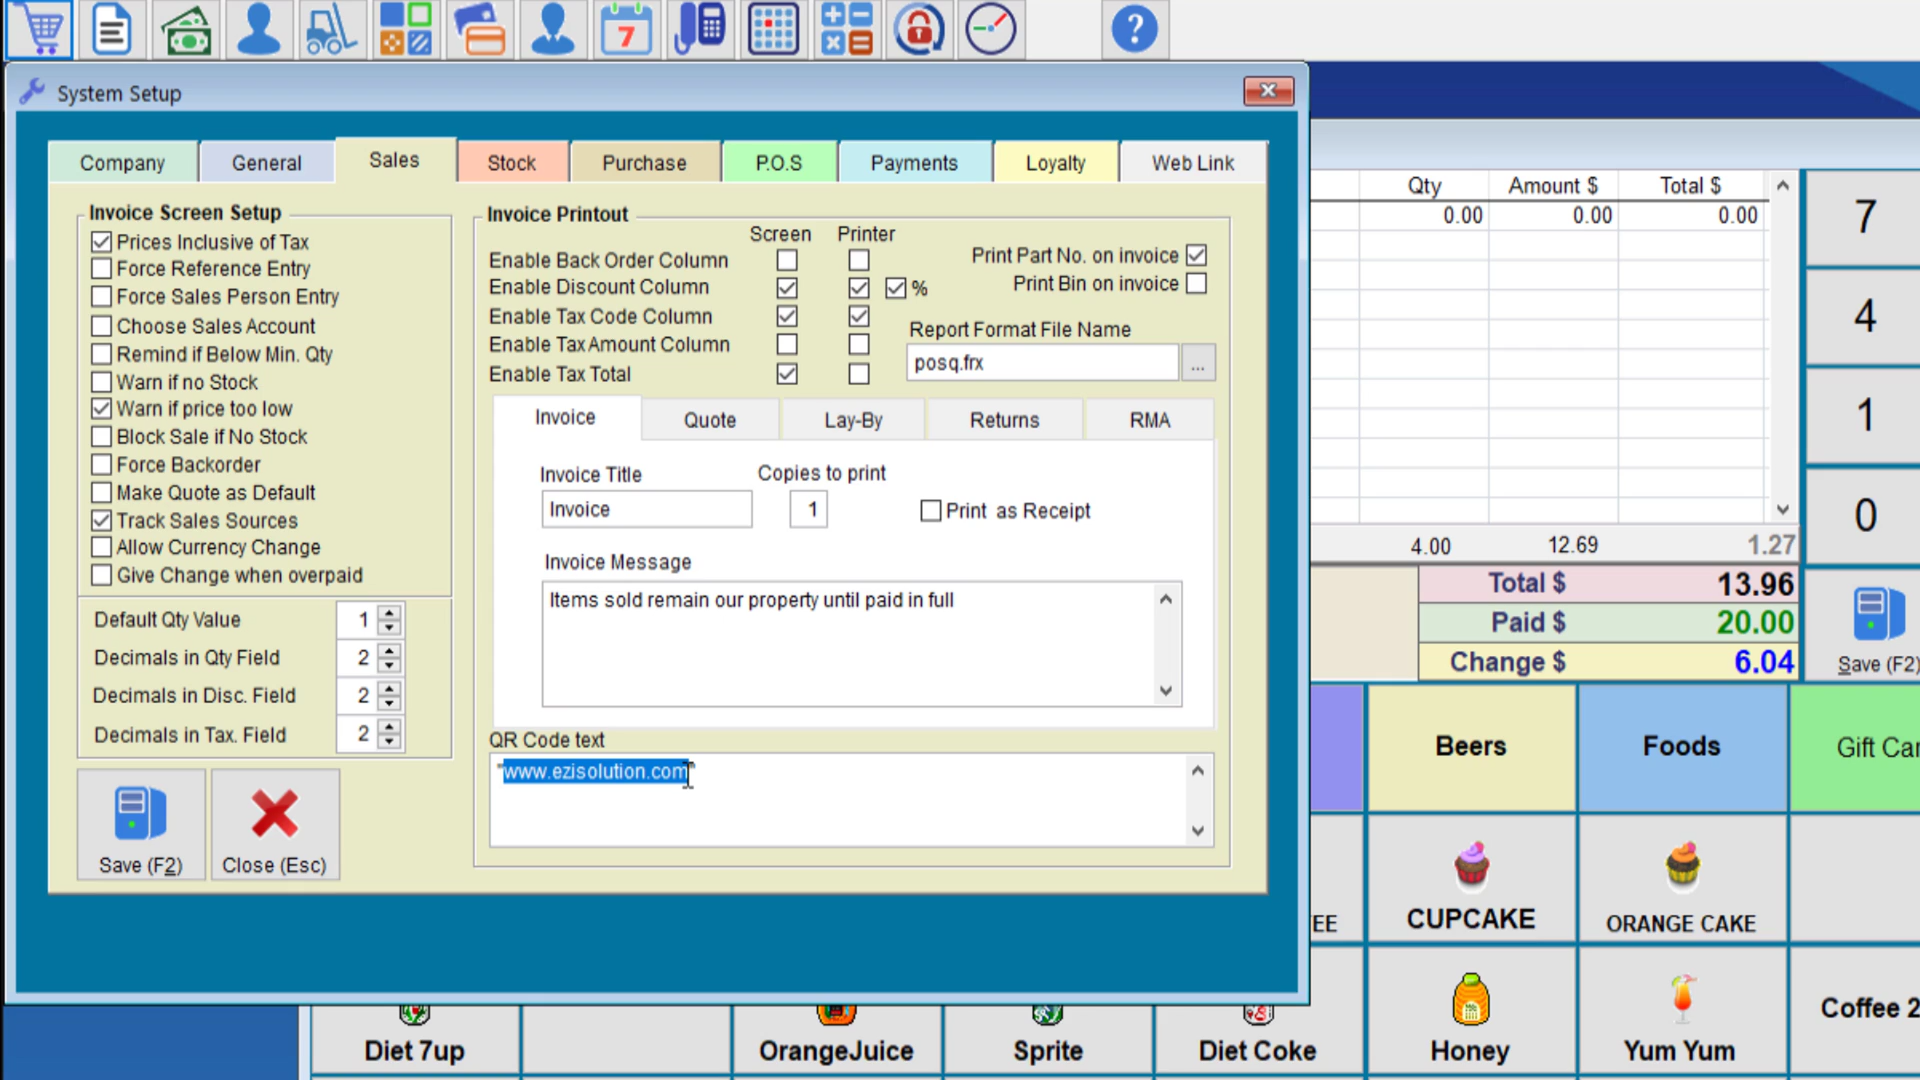 7
?
System Setup
Company
General
Sales
Stock
Purchase
P.O.S
Payments
Loyalty
Web Link
Invoice Screen Setup
Prices Inclusive of Tax
Force Reference Entry
Force Sales Person Entry
Choose Sales Account
Remind if Below Min. Qty
Warn if no Stock
Warn if price too low
Block Sale if No Stock
Force Backorder
Make Quote as Default
Track Sales Sources
Allow Currency Change
Give Change when overpaid
Default Qty Value 1
Decimals in Qty Field 2
Decimals in Disc. Field 2
Decimals in Tax. Field 2
Save (F2)
Close (Esc)
Invoice Printout
Screen Printer
Enable Back Order Column
Enable Discount Column %
Enable Tax Code Column
Enable Tax Amount Column
Enable Tax Total
Print Part No. on invoice
Print Bin on invoice
Report Format File Name
posq.frx ...
Invoice
Quote
Lay-By
Returns
RMA
Invoice Title
Invoice
Copies to print
1
Print as Receipt
Invoice Message
Items sold remain our property until paid in full
QR Code text
"www.ezisolution.com"
Qty Amount $ Total $
0.00 0.00 0.00
4.00 12.69 1.27
Total $ 13.96
Paid $ 20.00
Change $ 6.04
7
4
1
0
Save (F2)
Beers
Foods
Gift Car
EE
CUPCAKE
ORANGE CAKE
Diet 7up
OrangeJuice
Sprite
Diet Coke
Honey
Yum Yum
Coffee 2